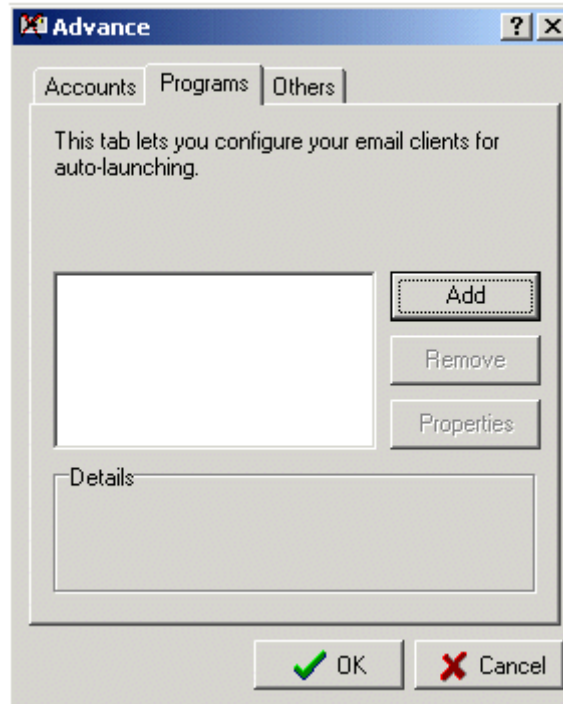 Advance
Accounts Programs Others
This tab lets you configure your email clients for
auto-launching.
Add
Remove
Properties
Details
OK Cancel